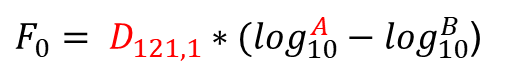 F₀ = D₁₂₁,₁ * (log₁₀ᴬ − log₁₀ᴮ)